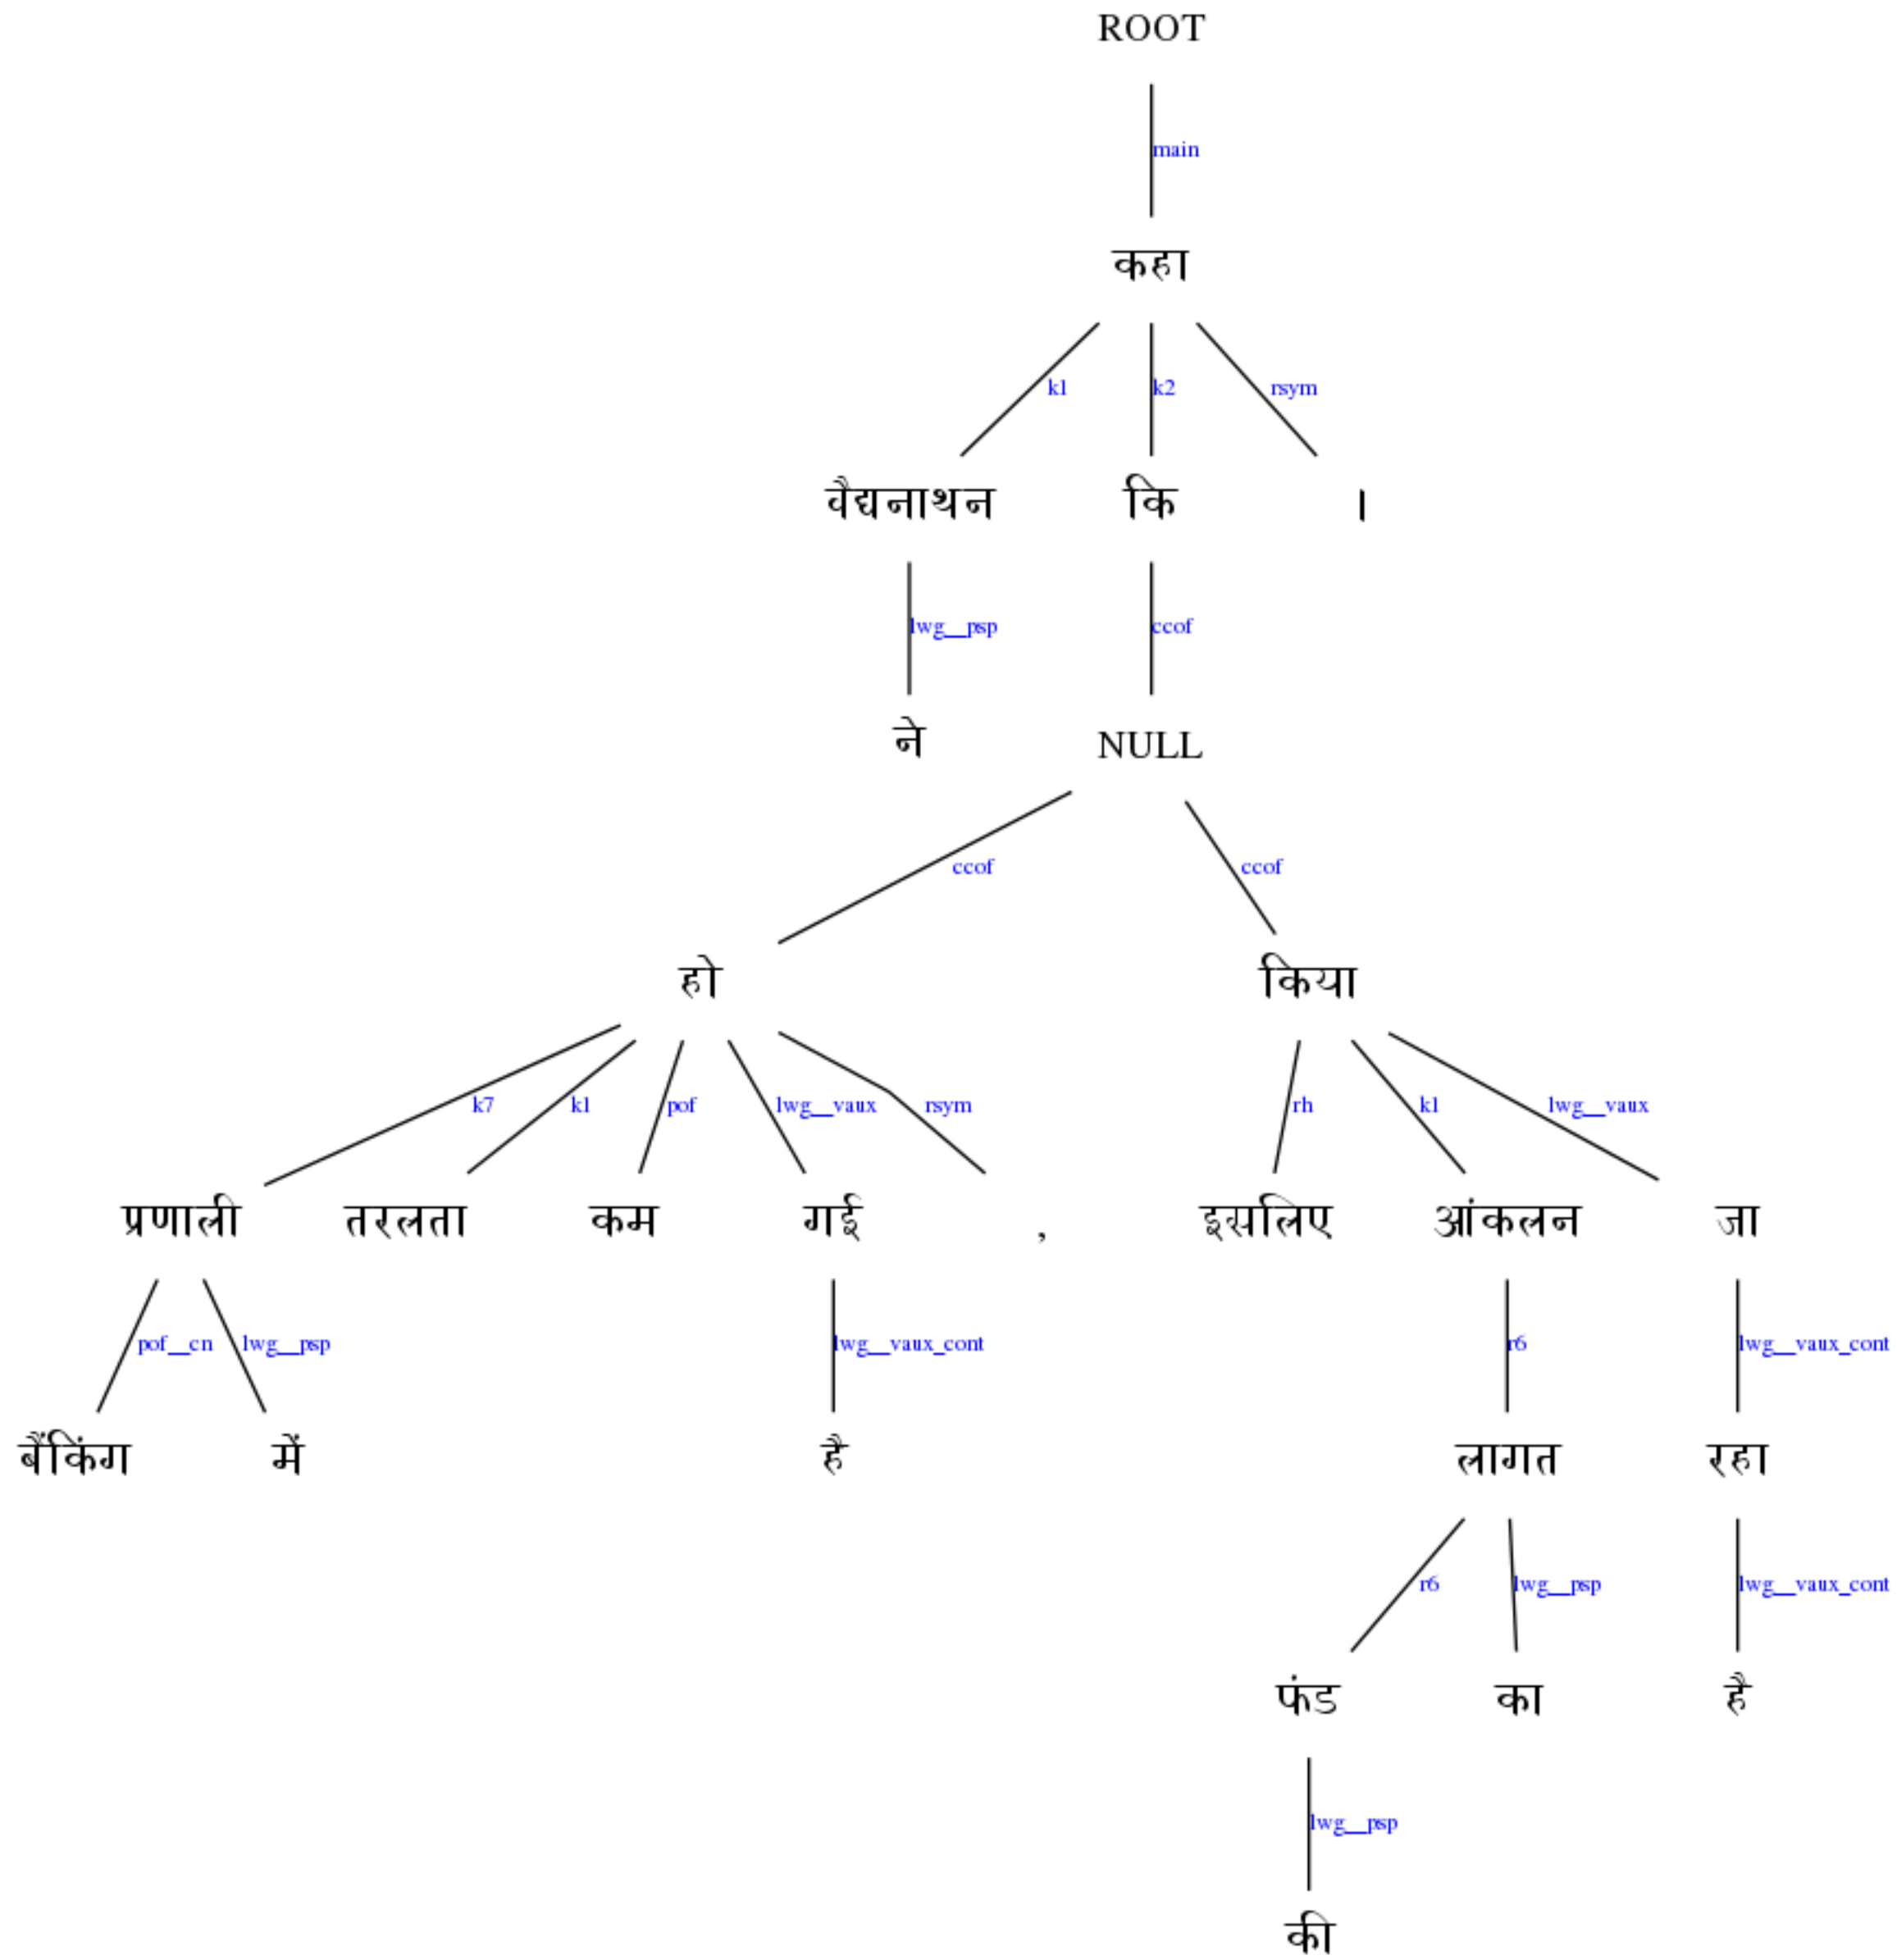 ROOT
main
कहा
k1 k2 rsym
वैद्यनाथन कि ।
lwg__psp ccof
ने NULL
ccof ccof
हो किया
k7 k1 pof lwg__vaux rsym rh k1 lwg__vaux
प्रणाली तरलता कम गई , इसलिए आंकलन जा
pof__cn lwg__psp lwg__vaux_cont r6 lwg__vaux_cont
बैंकिंग में है लागत रहा
r6 lwg__psp lwg__vaux_cont
फंड का है
lwg__psp
की